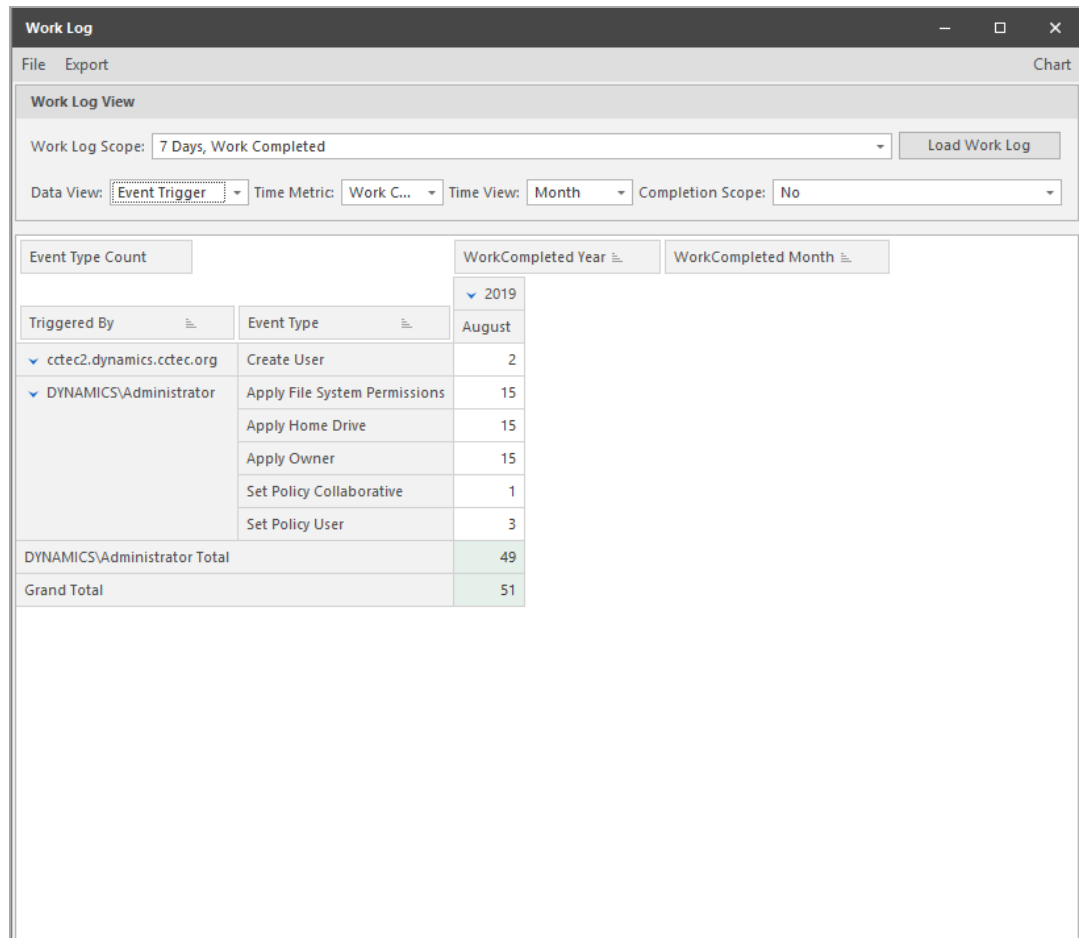 Work Log
File Export Chart
Work Log View
Work Log Scope: 7 Days, Work Completed Load Work Log
Data View: Event Trigger Time Metric: Work C... Time View: Month Completion Scope: No
Event Type Count WorkCompleted Year WorkCompleted Month
2019
Triggered By Event Type August
cctec2.dynamics.cctec.org Create User 2
DYNAMICS\Administrator Apply File System Permissions 15
Apply Home Drive 15
Apply Owner 15
Set Policy Collaborative 1
Set Policy User 3
DYNAMICS\Administrator Total 49
Grand Total 51